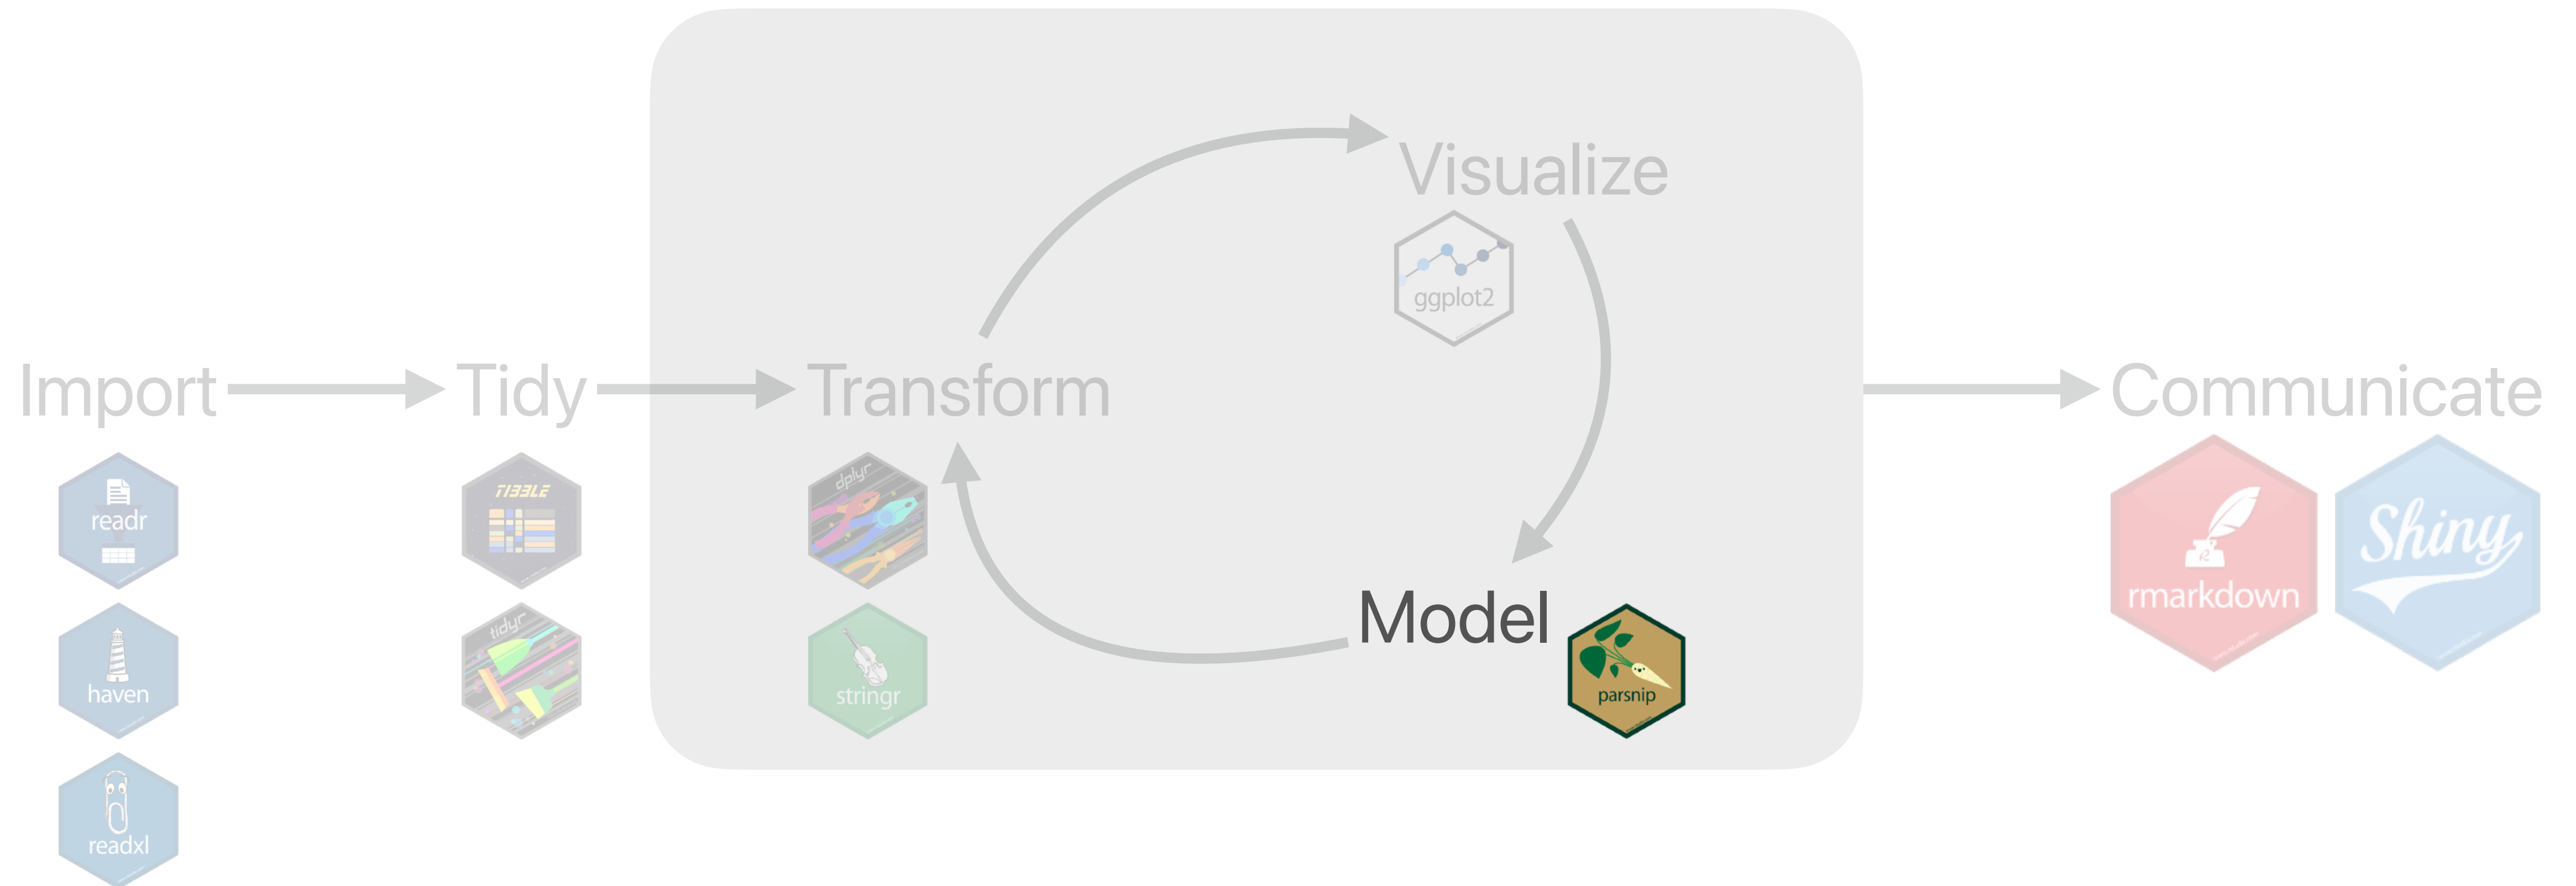 Import
Tidy
Transform
Visualize
Model
Communicate
readr
haven
readxl
TIBBLE
tidyr
dplyr
stringr
ggplot2
parsnip
rmarkdown
Shiny